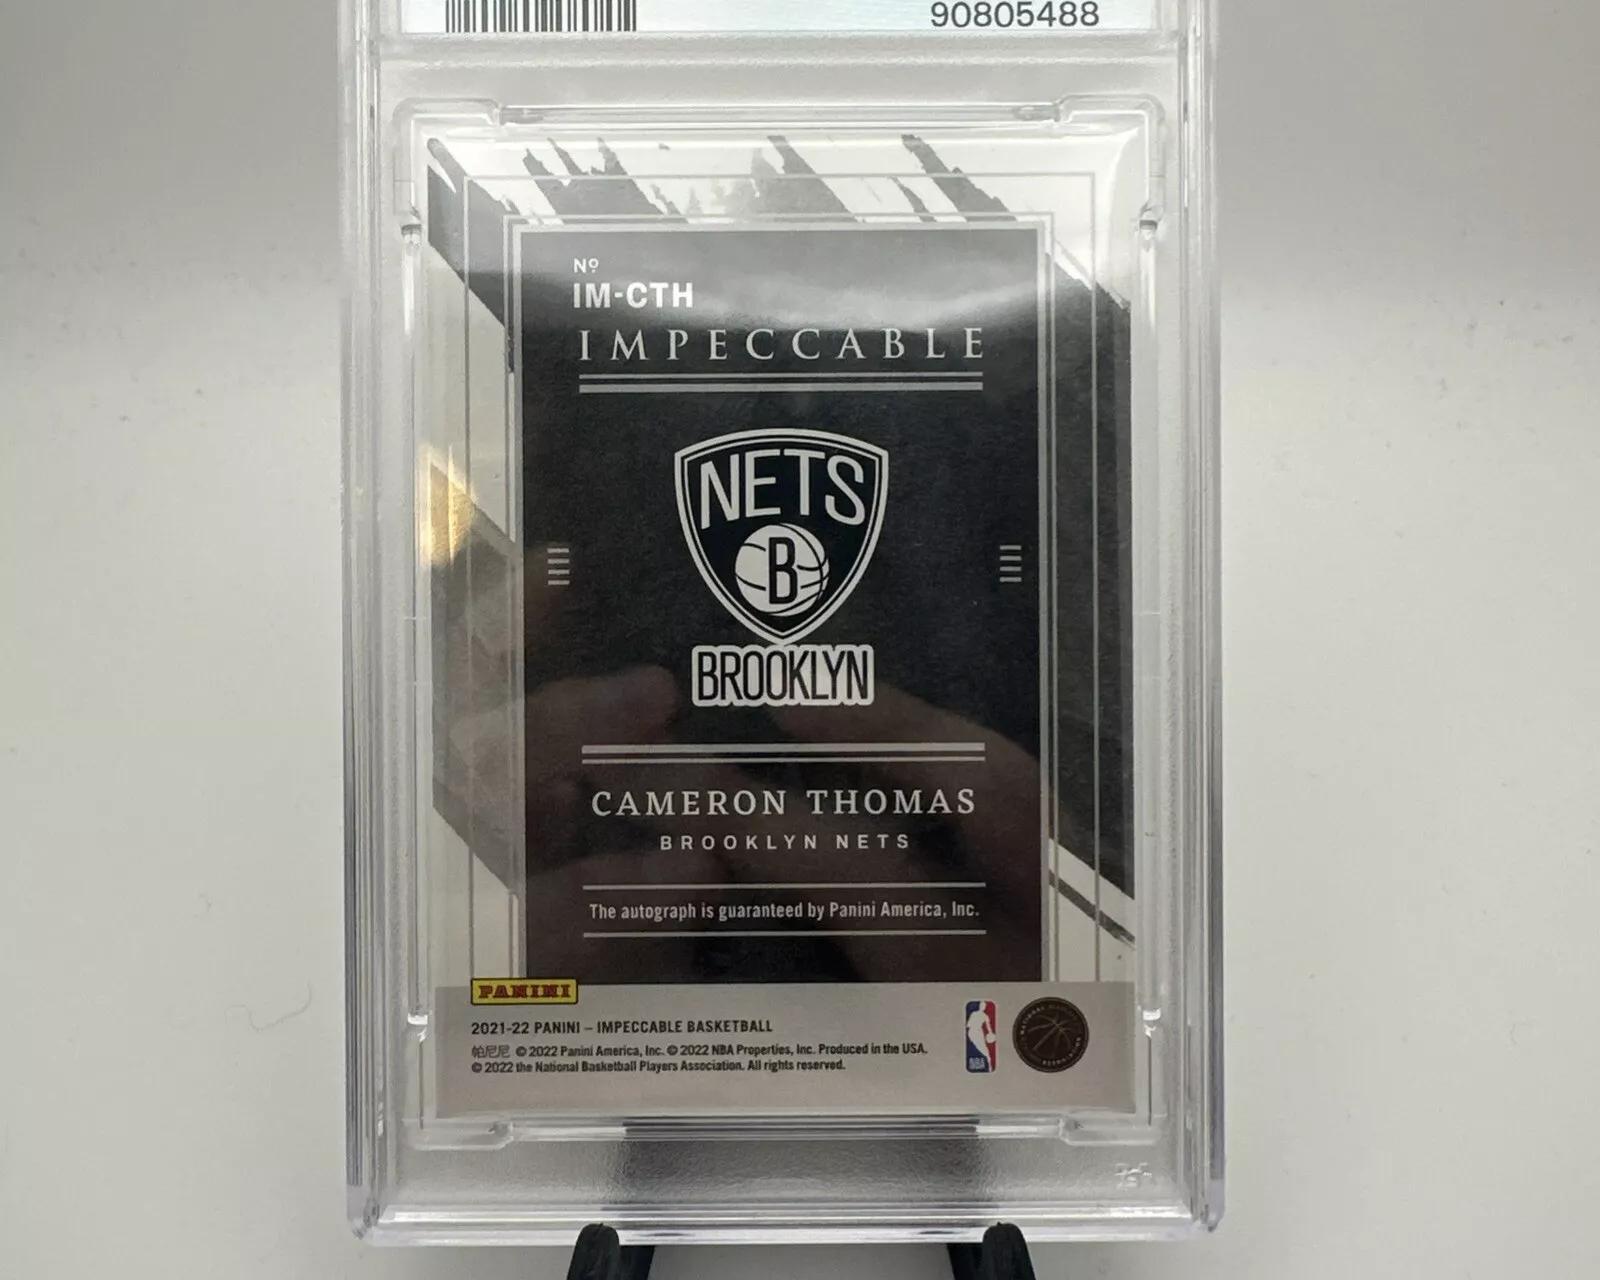 90805488
Nº
IM-CTH
IMPECCABLE
NETS
B
BROOKLYN
CAMERON THOMAS
BROOKLYN NETS
The autograph is guaranteed by Panini America, Inc.
PANINI
2021-22 PANINI – IMPECCABLE BASKETBALL
帕尼尼 © 2022 Panini America, Inc. © 2022 NBA Properties, Inc. Produced in the USA.
© 2022 the National Basketball Players Association. All rights reserved.
NBA